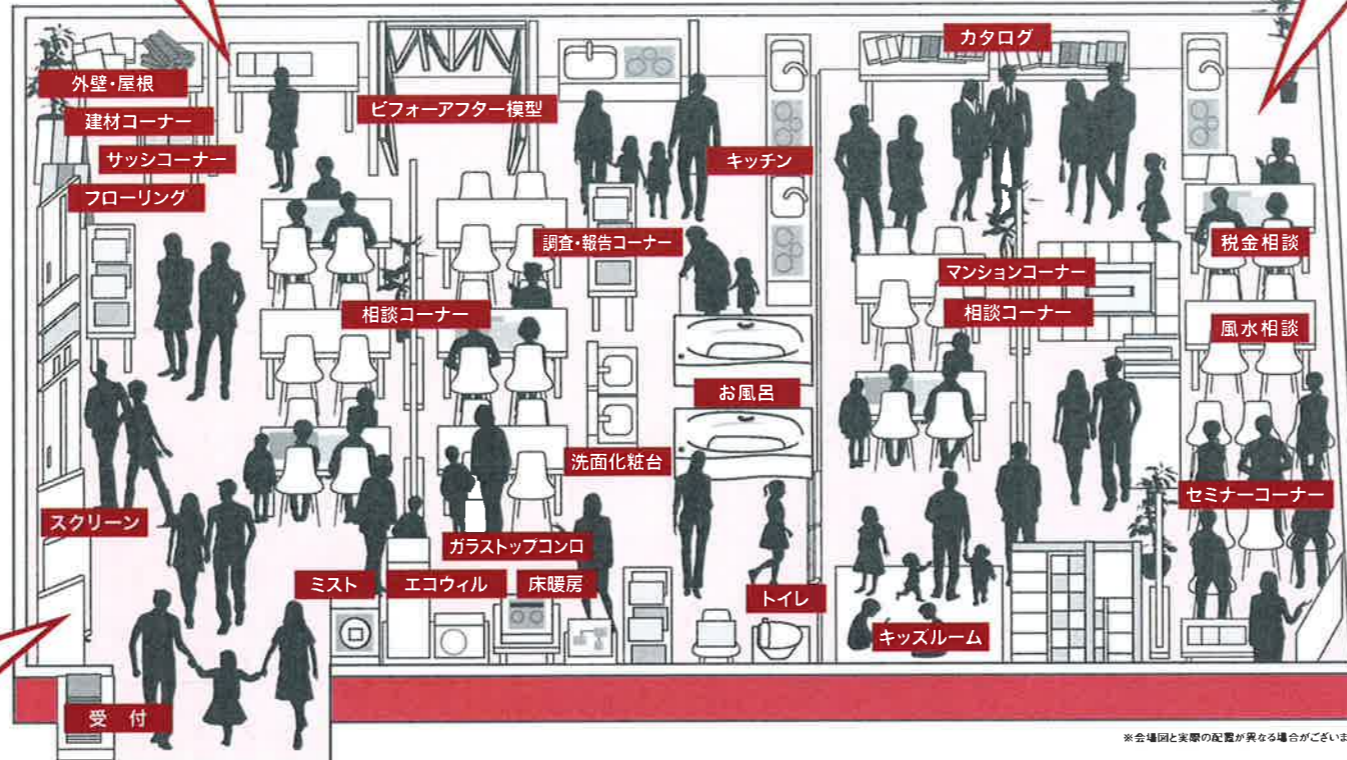 外壁・屋根
建材コーナー
サッシコーナー
フローリング
ビフォーアフター模型
カタログ
キッチン
調査・報告コーナー
税金相談
マンションコーナー
相談コーナー
相談コーナー
風水相談
お風呂
洗面化粧台
スクリーン
セミナーコーナー
ガラストップコンロ
ミスト
エコウィル
床暖房
トイレ
キッズルーム
受 付
※会場図と実際の配置が異なる場合がございま